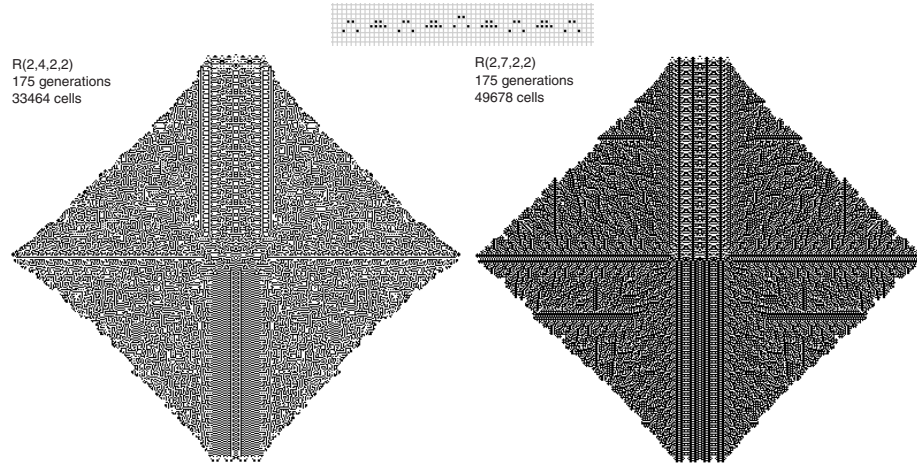 R(2,4,2,2)
175 generations
33464 cells
R(2,7,2,2)
175 generations
49678 cells